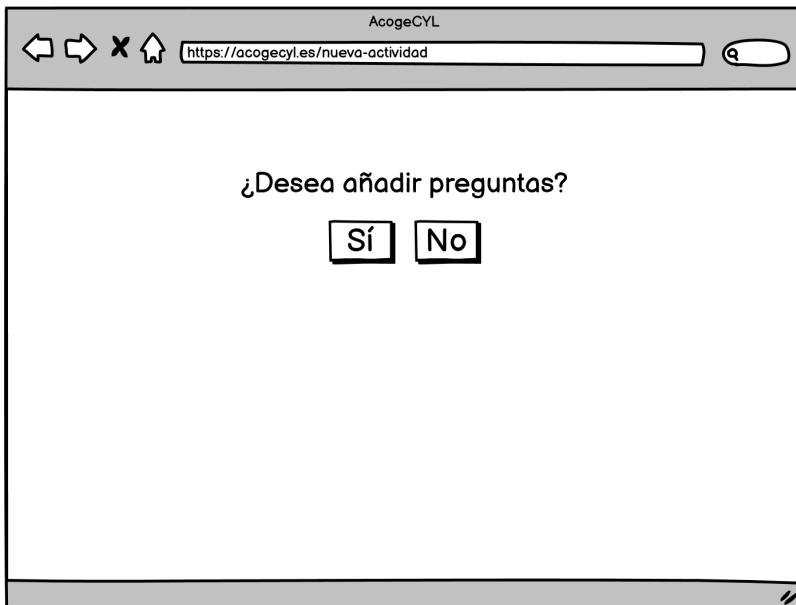 AcogeCYL
https://acogecyl.es/nueva-actividad
¿Desea añadir preguntas?
Sí No